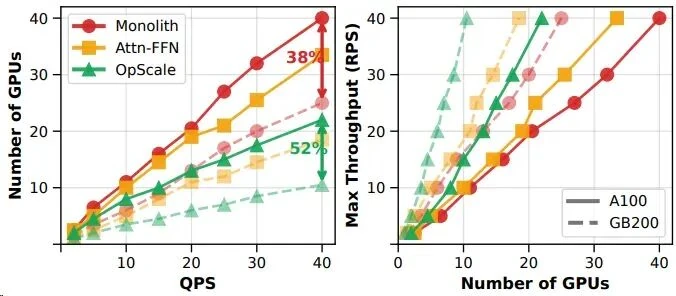 Number of GPUs
40
30
20
10
10
20
30
40
QPS
Monolith
Attn-FFN
OpScale
38%
52%
Max Throughput (RPS)
40
30
20
10
0
10
20
30
40
Number of GPUs
A100
GB200